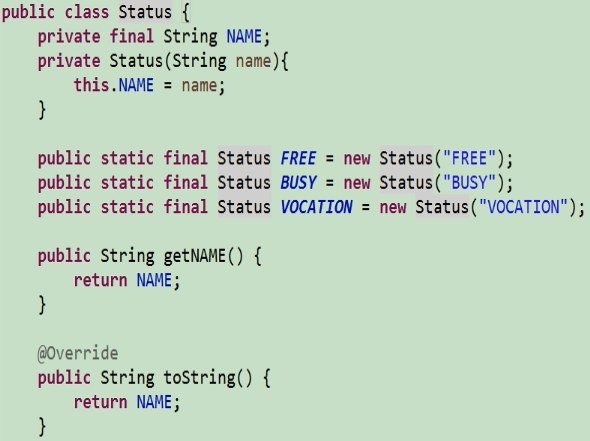 public class Status {
    private final String NAME;
    private Status(String name){
        this.NAME = name;
    }

    public static final Status FREE = new Status("FREE");
    public static final Status BUSY = new Status("BUSY");
    public static final Status VOCATION = new Status("VOCATION");

    public String getNAME() {
        return NAME;
    }

    @Override
    public String toString() {
        return NAME;
    }